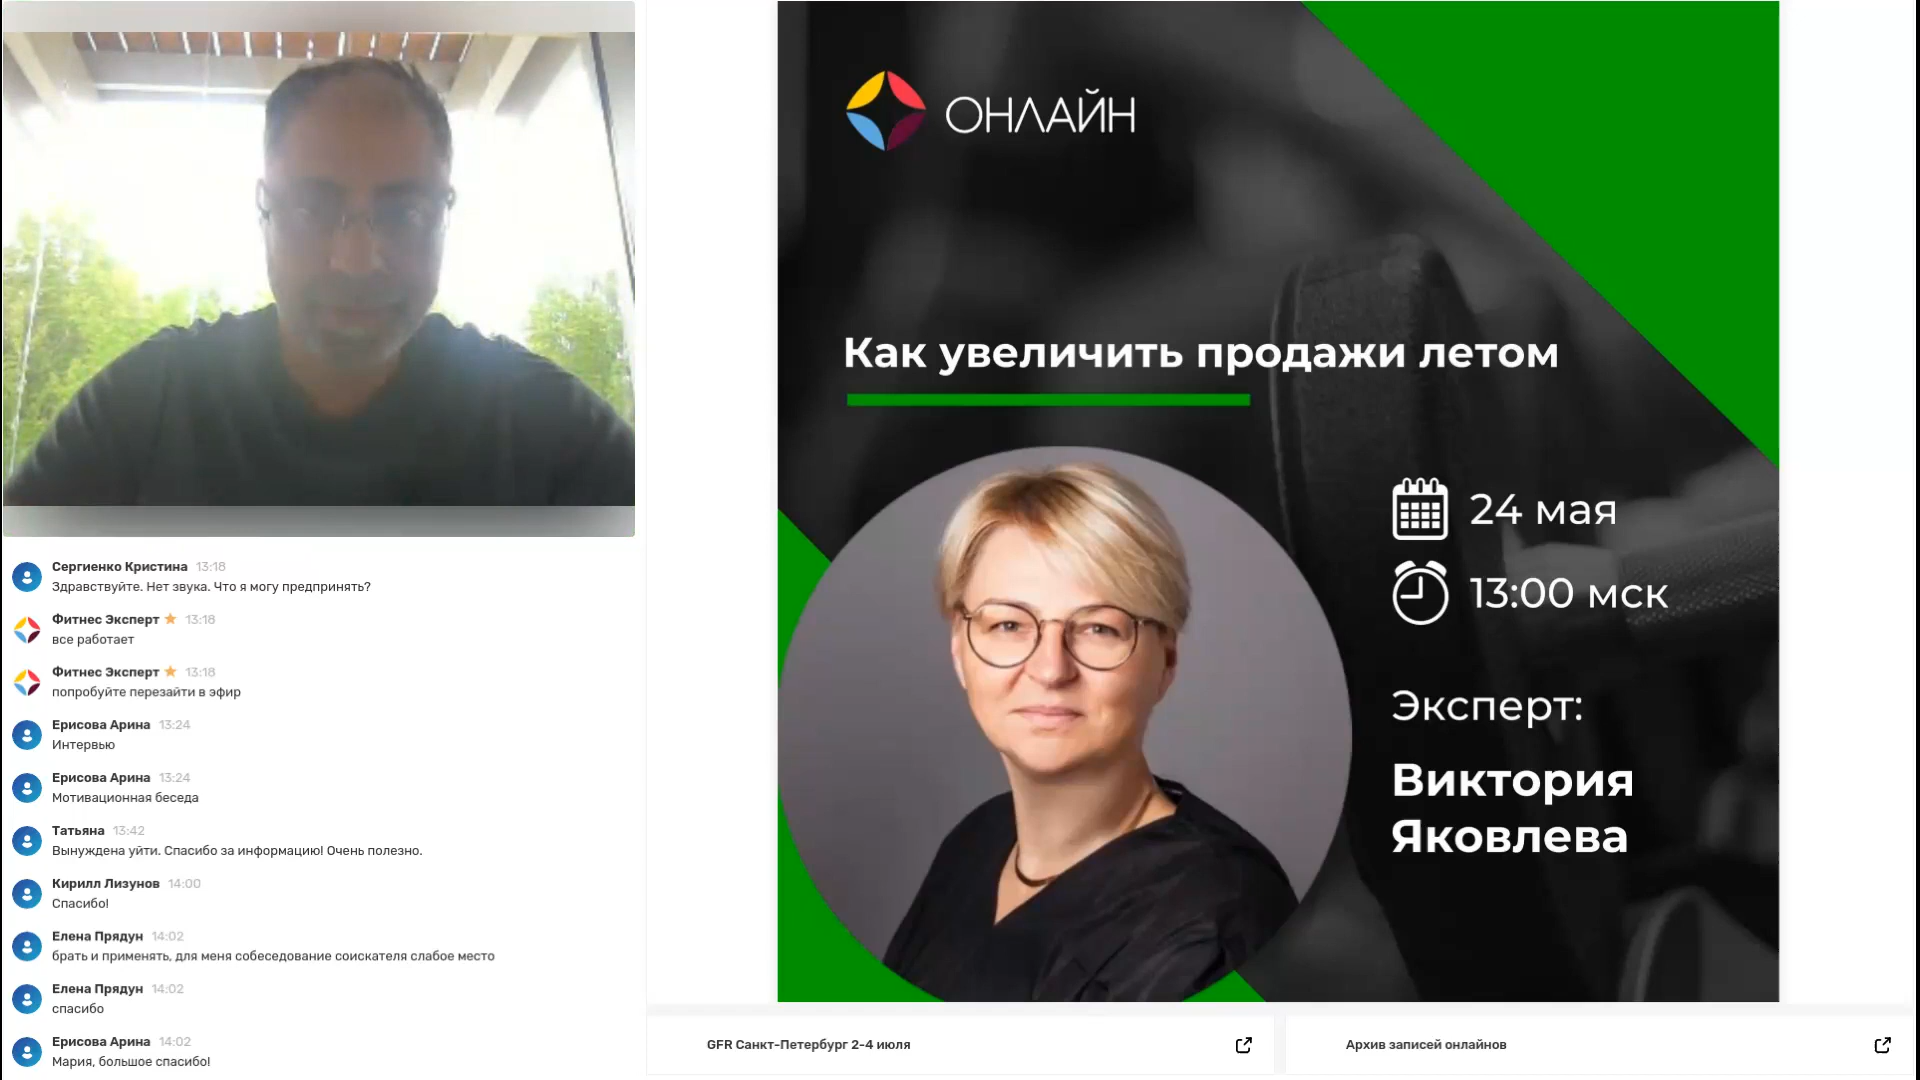 Сергиенко Кристина 13:18
Здравствуйте. Нет звука. Что я могу предпринять?
Фитнес Эксперт 13:18
все работает
Фитнес Эксперт 13:18
попробуйте перезайти в эфир
Ерисова Арина 13:24
Интервью
Ерисова Арина 13:24
Мотивационная беседа
Татьяна 13:42
Вынуждена уйти. Спасибо за информацию! Очень полезно.
Кирилл Лизунов 14:00
Спасибо!
Елена Прядун 14:02
брать и применять, для меня собеседование соискателя слабое место
Елена Прядун 14:02
спасибо
Ерисова Арина 14:02
Мария, большое спасибо!
ОНЛАЙН
Как увеличить продажи летом
24 мая
13:00 мск
Эксперт:
Виктория
Яковлева
GFR Санкт-Петербург 2-4 июля
Архив записей онлайнов